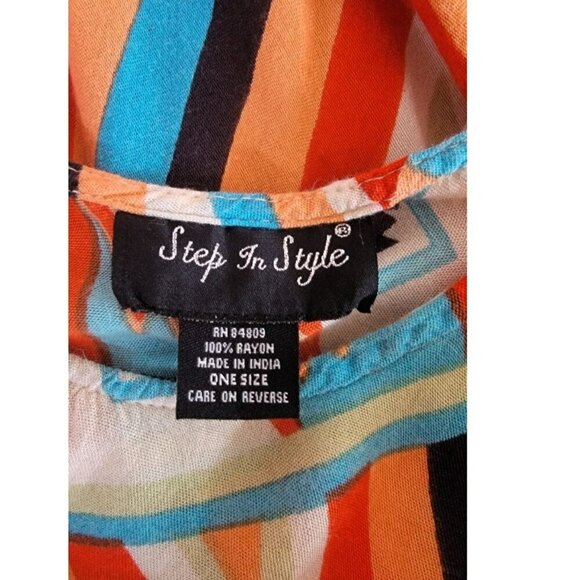 Step In Style®
RN 84809
100% RAYON
MADE IN INDIA
ONE SIZE
CARE ON REVERSE